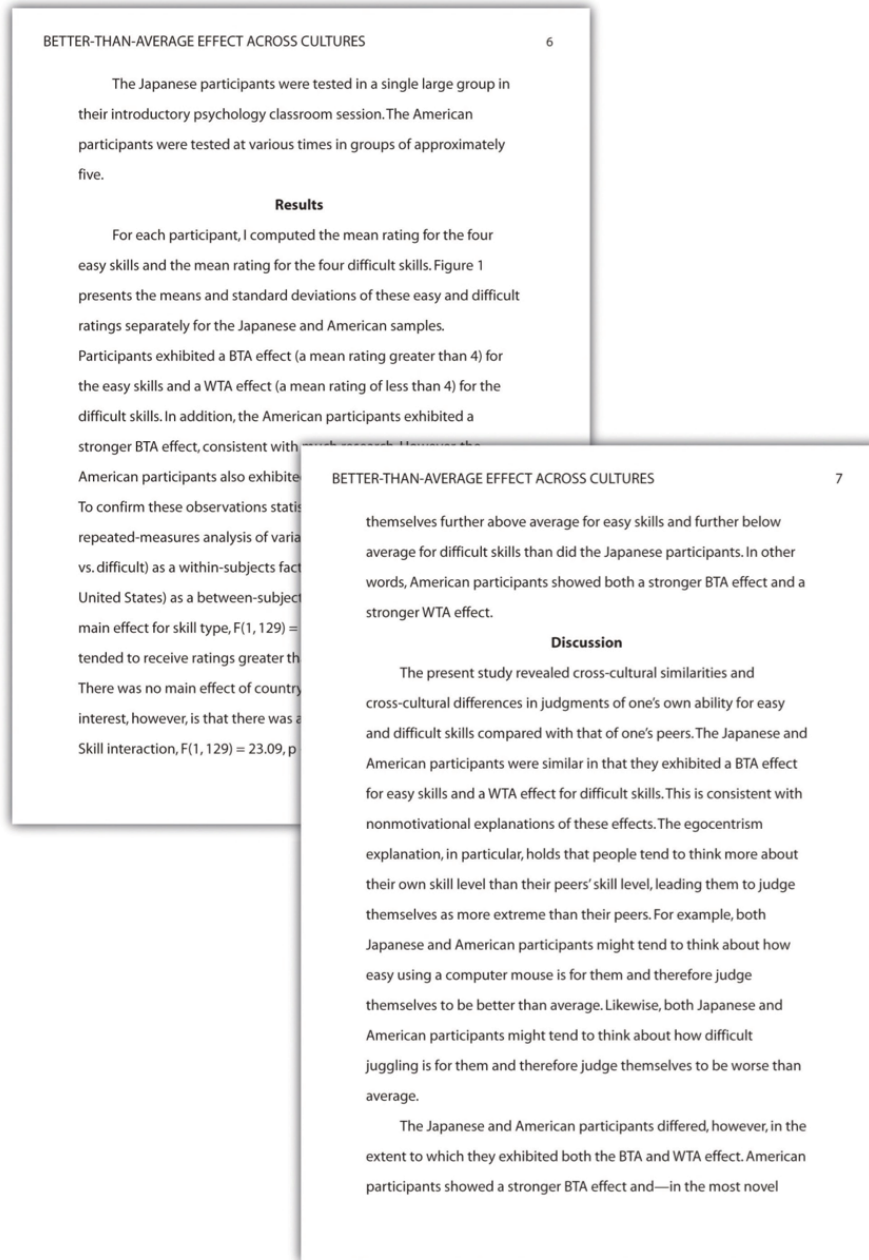 BETTER-THAN-AVERAGE EFFECT ACROSS CULTURES 6
The Japanese participants were tested in a single large group in
their introductory psychology classroom session. The American
participants were tested at various times in groups of approximately
five.
Results
For each participant, I computed the mean rating for the four
easy skills and the mean rating for the four difficult skills. Figure 1
presents the means and standard deviations of these easy and difficult
ratings separately for the Japanese and American samples.
Participants exhibited a BTA effect (a mean rating greater than 4) for
the easy skills and a WTA effect (a mean rating of less than 4) for the
difficult skills. In addition, the American participants exhibited a
stronger BTA effect, consistent with much research. However the
American participants also exhibite
To confirm these observations statis
repeated-measures analysis of varia
vs. difficult) as a within-subjects fact
United States) as a between-subject
main effect for skill type, F(1, 129) =
tended to receive ratings greater th
There was no main effect of country
interest, however, is that there was a
Skill interaction, F(1, 129) = 23.09, p
BETTER-THAN-AVERAGE EFFECT ACROSS CULTURES 7
themselves further above average for easy skills and further below
average for difficult skills than did the Japanese participants. In other
words, American participants showed both a stronger BTA effect and a
stronger WTA effect.
Discussion
The present study revealed cross-cultural similarities and
cross-cultural differences in judgments of one's own ability for easy
and difficult skills compared with that of one's peers. The Japanese and
American participants were similar in that they exhibited a BTA effect
for easy skills and a WTA effect for difficult skills. This is consistent with
nonmotivational explanations of these effects. The egocentrism
explanation, in particular, holds that people tend to think more about
their own skill level than their peers' skill level, leading them to judge
themselves as more extreme than their peers. For example, both
Japanese and American participants might tend to think about how
easy using a computer mouse is for them and therefore judge
themselves to be better than average. Likewise, both Japanese and
American participants might tend to think about how difficult
juggling is for them and therefore judge themselves to be worse than
average.
The Japanese and American participants differed, however, in the
extent to which they exhibited both the BTA and WTA effect. American
participants showed a stronger BTA effect and—in the most novel